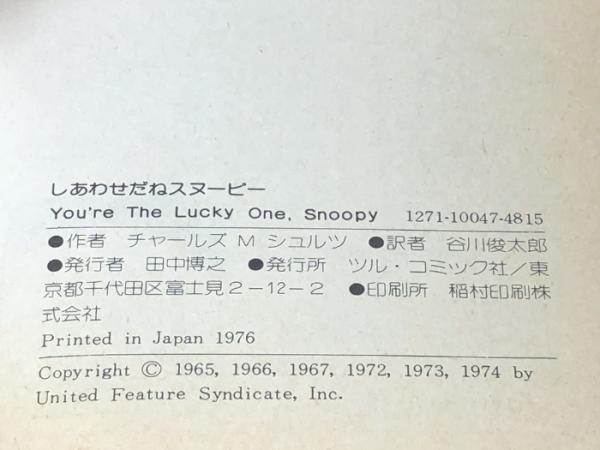 しあわせだねスヌーピー
You're The Lucky One, Snoopy 1271-10047-4815
●作者 チャールズ M シュルツ ●訳者 谷川俊太郎
●発行者 田中博之 ●発行所 ツル・コミック社／東
京都千代田区富士見2-12-2 ●印刷所 稲村印刷株
式会社
Printed in Japan 1976
Copyright © 1965, 1966, 1967, 1972, 1973, 1974 by
United Feature Syndicate, Inc.